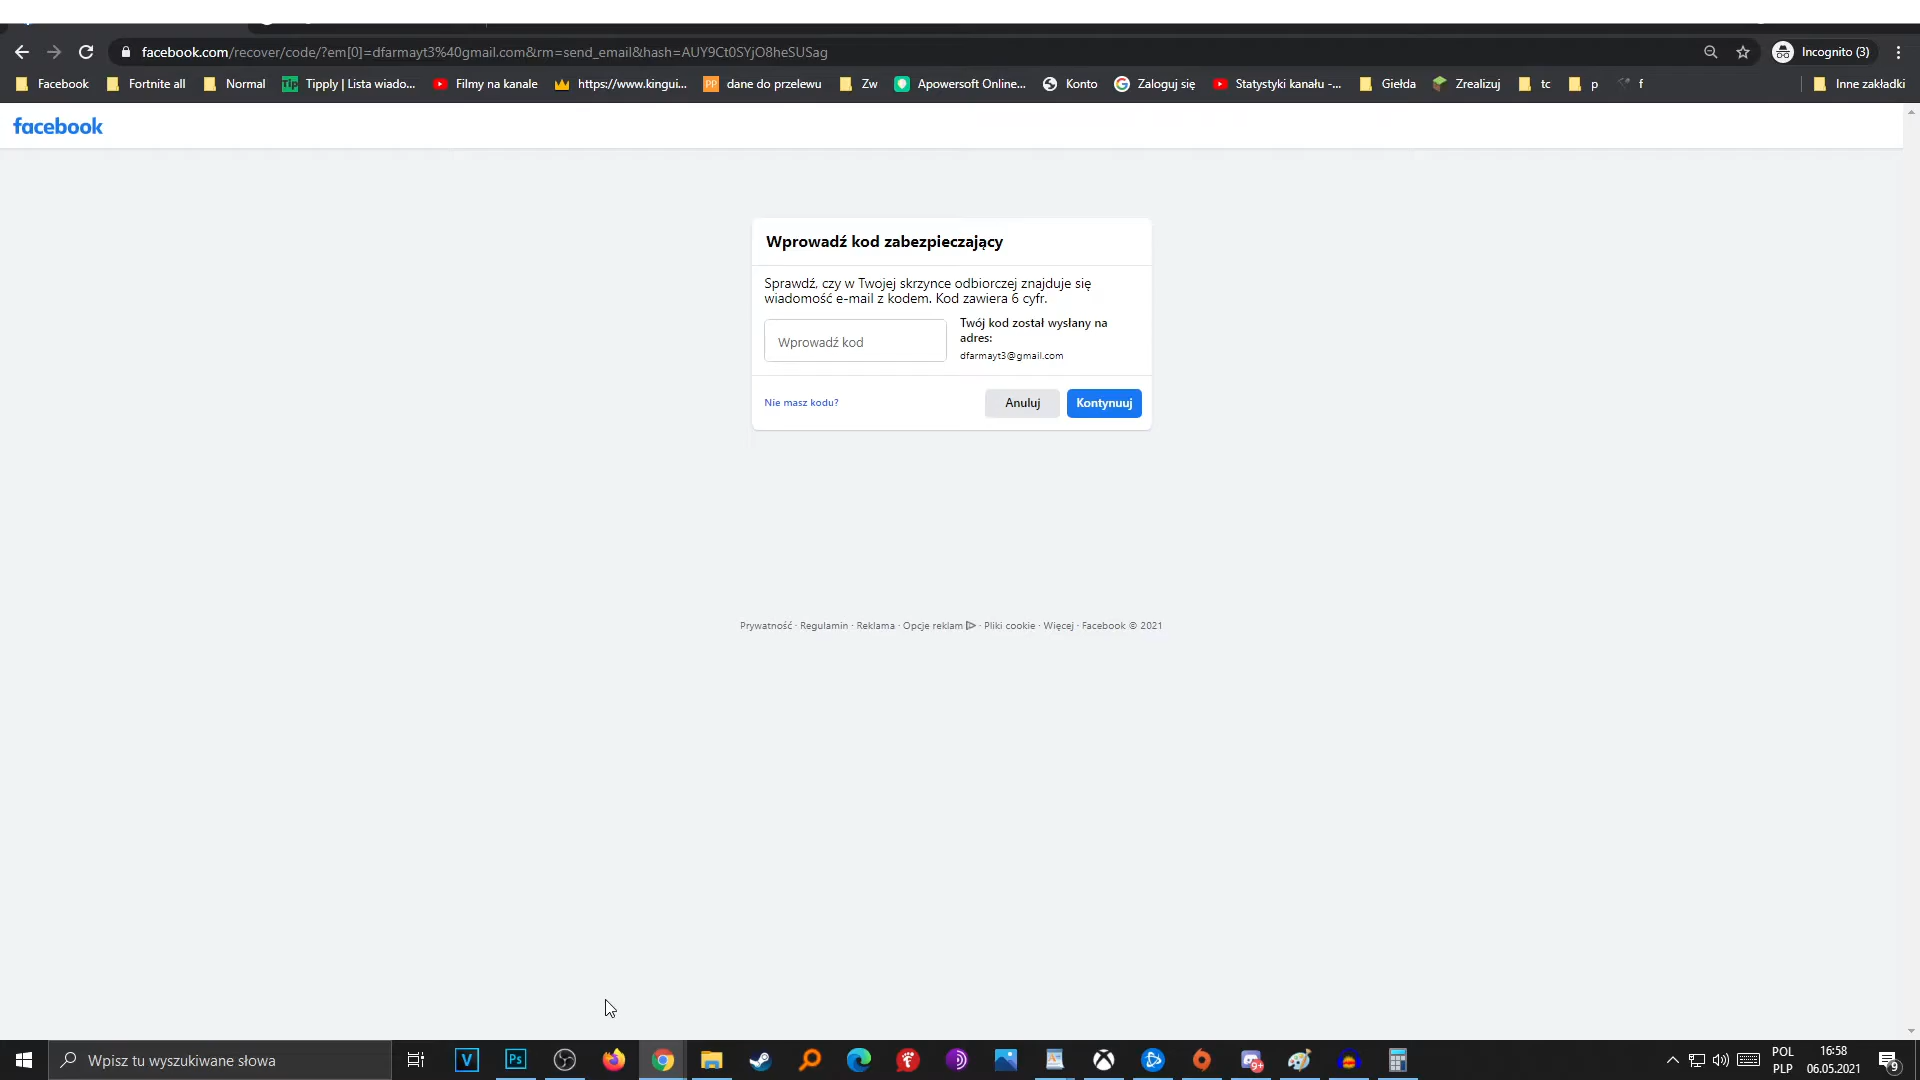 facebook.com/recover/code/?em[0]=dfarmayt3%40gmail.com&rm=send_email&hash=AUY9Ct0SYjO8heSUSag
Incognito (3)
Facebook Fortnite all Normal Tipply | Lista wiado... Filmy na kanale https://www.kingui... dane do przelewu Zw Apowersoft Online... Konto Zaloguj się Statystyki kanału -... Giełda Zrealizuj tc p f Inne zakładki
facebook
Wprowadź kod zabezpieczający
Sprawdź, czy w Twojej skrzynce odbiorczej znajduje się
wiadomość e-mail z kodem. Kod zawiera 6 cyfr.
Wprowadź kod
Twój kod został wysłany na
adres:
dfarmayt3@gmail.com
Nie masz kodu?
Anuluj
Kontynuuj
Prywatność · Regulamin · Reklama · Opcje reklam · Pliki cookie · Więcej · Facebook © 2021
Wpisz tu wyszukiwane słowa
POL
PLP
16:58
06.05.2021
9